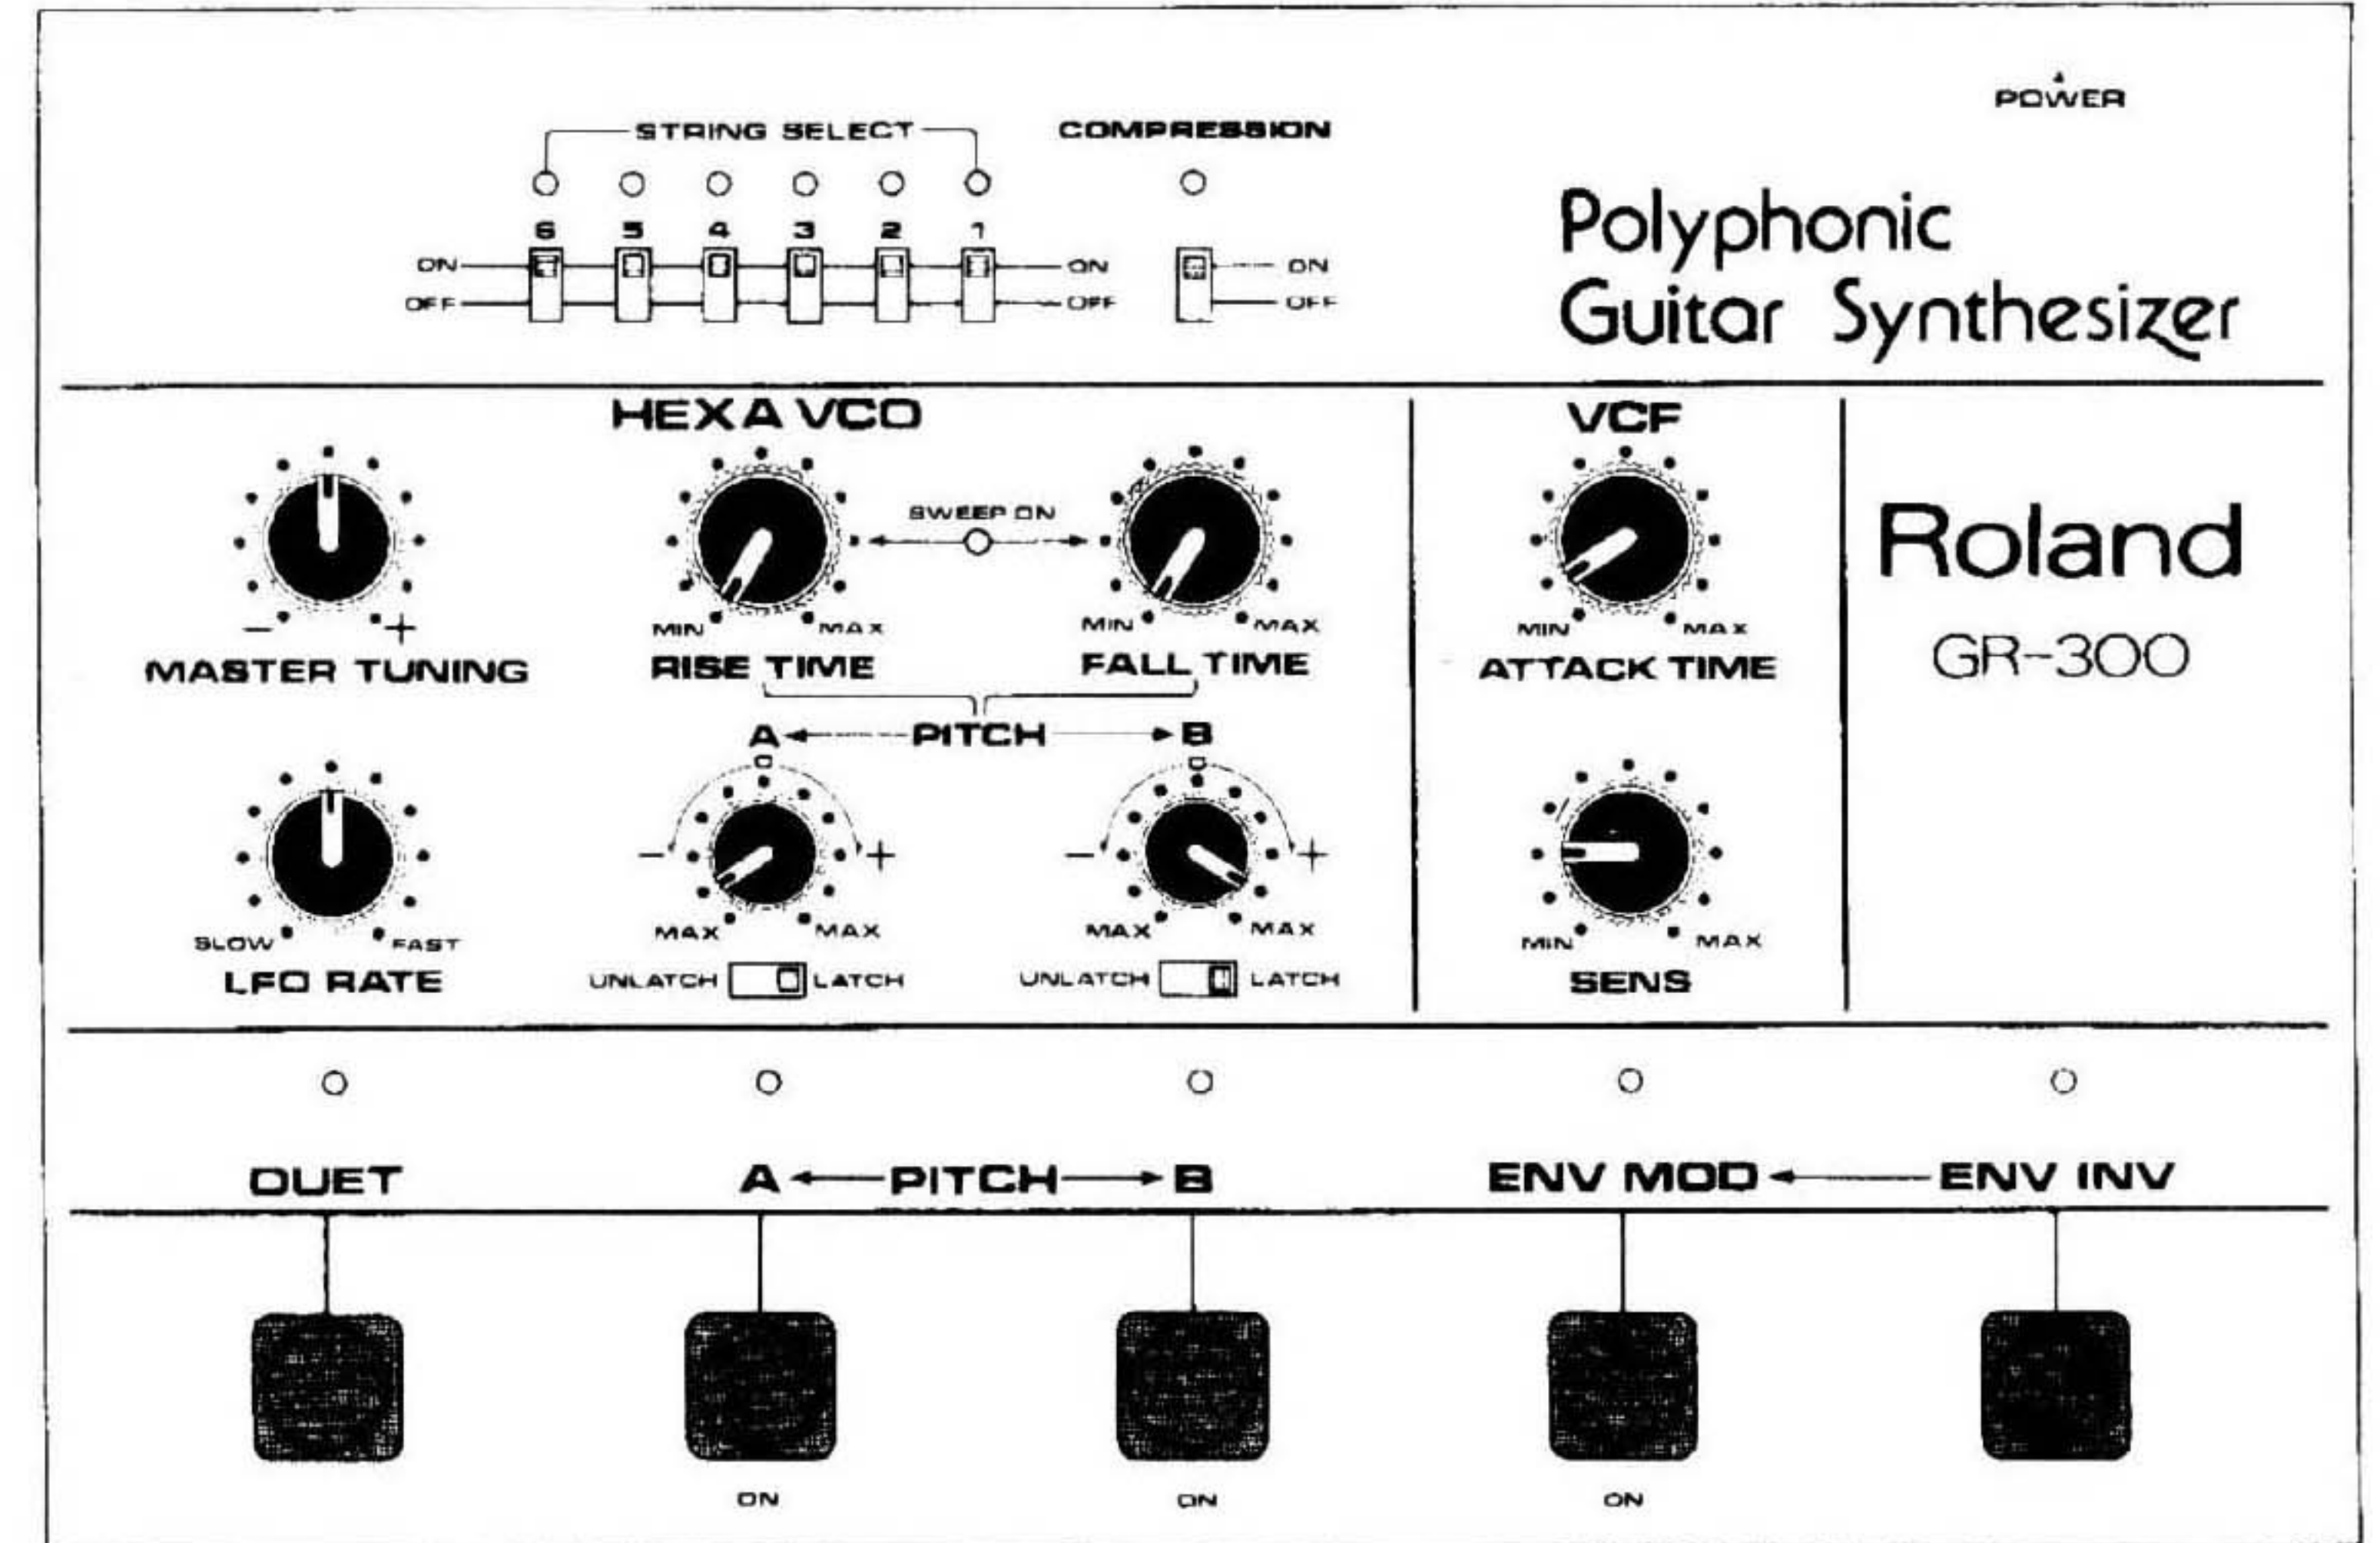 POWER
STRING SELECT COMPRESSION
Polyphonic
Guitar Synthesizer
6 5 4 3 2 1
ON ON ON
OFF OFF OFF
HEXA VCO VCF
SWEEP ON
Roland
GR-300
− + MIN MAX MIN MAX MIN MAX
MASTER TUNING RISE TIME FALL TIME ATTACK TIME
A PITCH B
0 0
− + − +
SLOW FAST MAX MAX MAX MAX MIN MAX
LFO RATE UNLATCH LATCH UNLATCH LATCH SENS
DUET A PITCH B ENV MOD ENV INV
ON ON ON